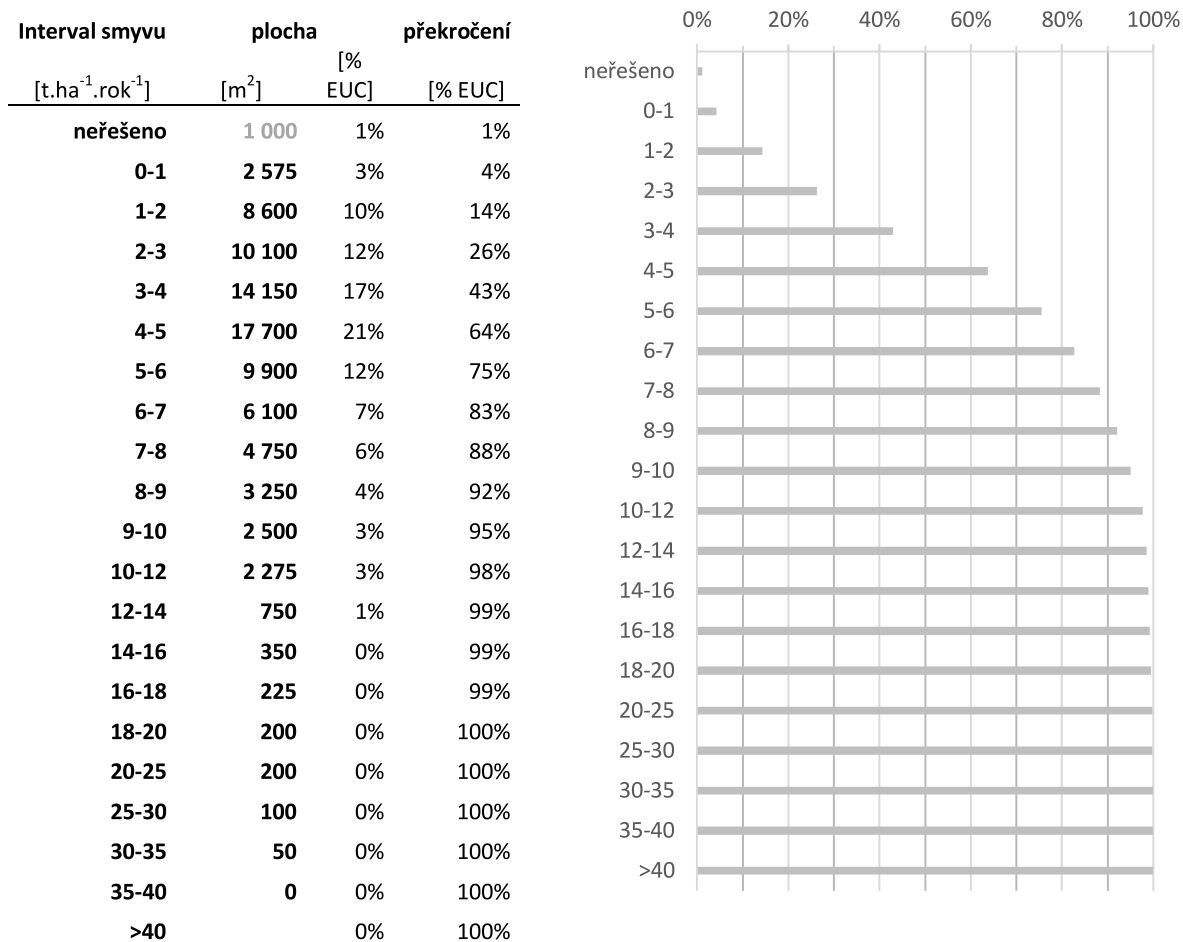 Interval smyvu plocha překročení
[%
[t.ha-1.rok-1] [m2] EUC] [% EUC]
neřešeno 1 000 1% 1%
0-1 2 575 3% 4%
1-2 8 600 10% 14%
2-3 10 100 12% 26%
3-4 14 150 17% 43%
4-5 17 700 21% 64%
5-6 9 900 12% 75%
6-7 6 100 7% 83%
7-8 4 750 6% 88%
8-9 3 250 4% 92%
9-10 2 500 3% 95%
10-12 2 275 3% 98%
12-14 750 1% 99%
14-16 350 0% 99%
16-18 225 0% 99%
18-20 200 0% 100%
20-25 200 0% 100%
25-30 100 0% 100%
30-35 50 0% 100%
35-40 0 0% 100%
>40 0% 100%
0% 20% 40% 60% 80% 100%
neřešeno
0-1
1-2
2-3
3-4
4-5
5-6
6-7
7-8
8-9
9-10
10-12
12-14
14-16
16-18
18-20
20-25
25-30
30-35
35-40
>40